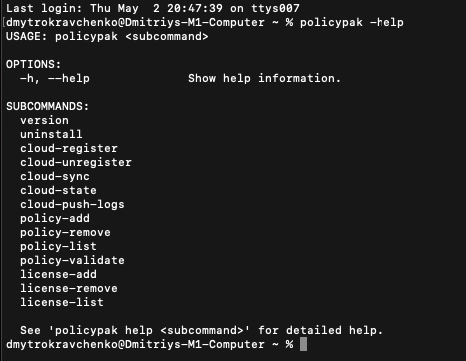 Last login: Thu May  2 20:47:39 on ttys007
[dmytrokravchenko@Dmitriys-M1-Computer ~ % policypak -help
USAGE: policypak <subcommand>

OPTIONS:
  -h, --help              Show help information.

SUBCOMMANDS:
  version
  uninstall
  cloud-register
  cloud-unregister
  cloud-sync
  cloud-state
  cloud-push-logs
  policy-add
  policy-remove
  policy-list
  policy-validate
  license-add
  license-remove
  license-list

  See 'policypak help <subcommand>' for detailed help.
dmytrokravchenko@Dmitriys-M1-Computer ~ %